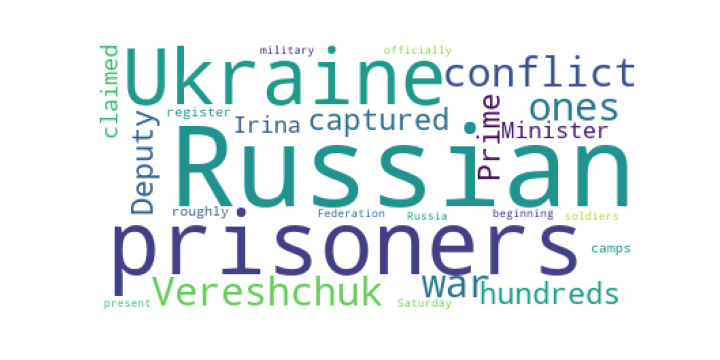 military officially
claimed Ukraine conflict
register Prime ones
Deputy Irina captured Minister
Russian
roughly Federation Russia beginning soldiers
prisoners camps
Vereshchuk war hundreds
present Saturday